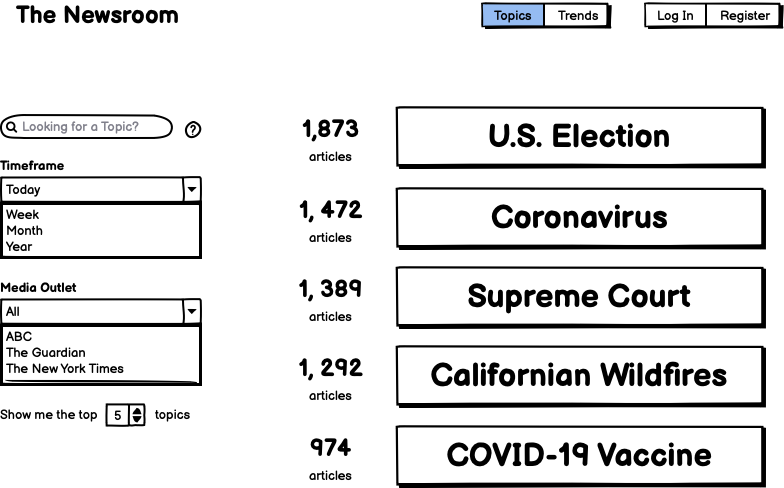 The Newsroom
Topics
Trends
Log In
Register
Looking for a Topic?
?
Timeframe
Today
Week
Month
Year
Media Outlet
All
ABC
The Guardian
The New York Times
Show me the top 5 topics
1,873
articles
U.S. Election
1, 472
articles
Coronavirus
1, 389
articles
Supreme Court
1, 292
articles
Californian Wildfires
974
articles
COVID-19 Vaccine